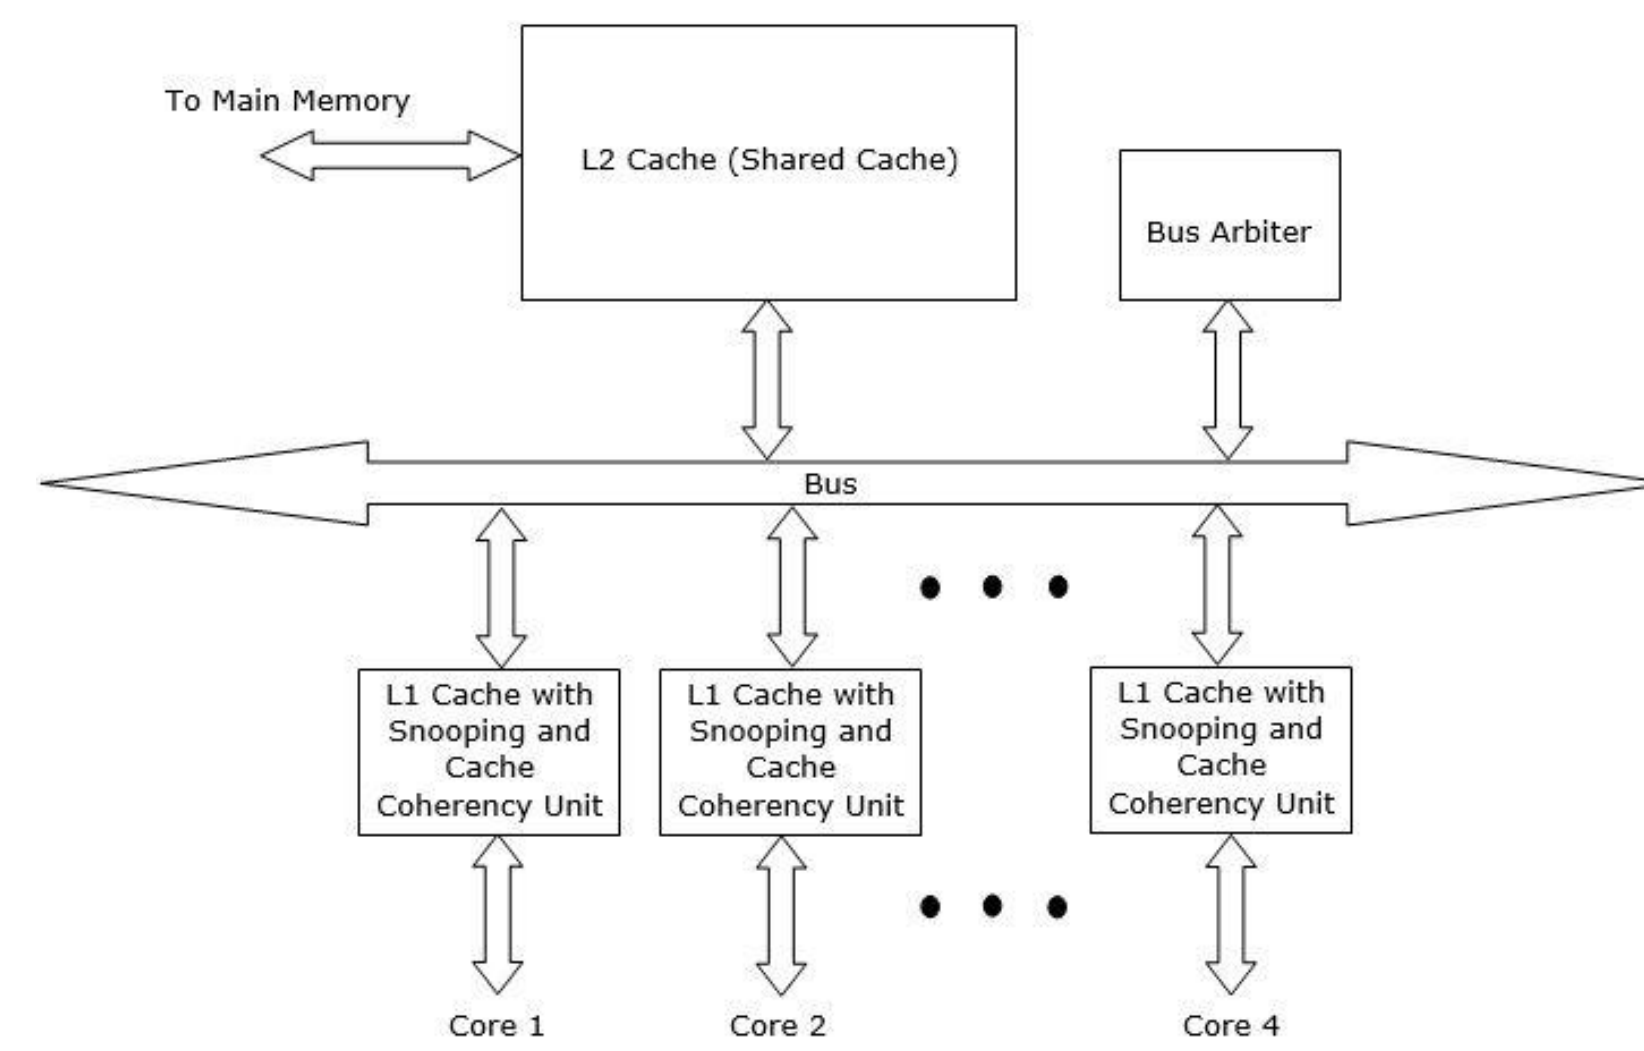 To Main Memory
L2 Cache (Shared Cache)
Bus Arbiter
Bus
L1 Cache with
Snooping and
Cache
Coherency Unit
L1 Cache with
Snooping and
Cache
Coherency Unit
L1 Cache with
Snooping and
Cache
Coherency Unit
Core 1
Core 2
Core 4